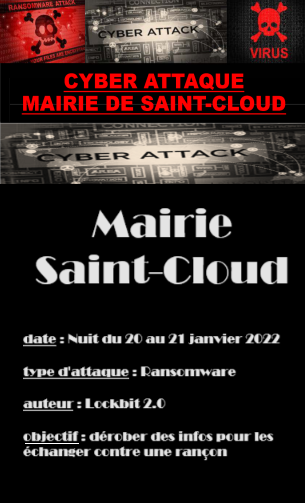 RANSOMWARE ATTACK
CYBER ATTACK
VIRUS
CYBER ATTAQUE
MAIRIE DE SAINT-CLOUD
CYBER ATTACK
Mairie
Saint-Cloud
date : Nuit du 20 au 21 janvier 2022
type d'attaque : Ransomware
auteur : Lockbit 2.0
objectif : dérober des infos pour les
échanger contre une rançon